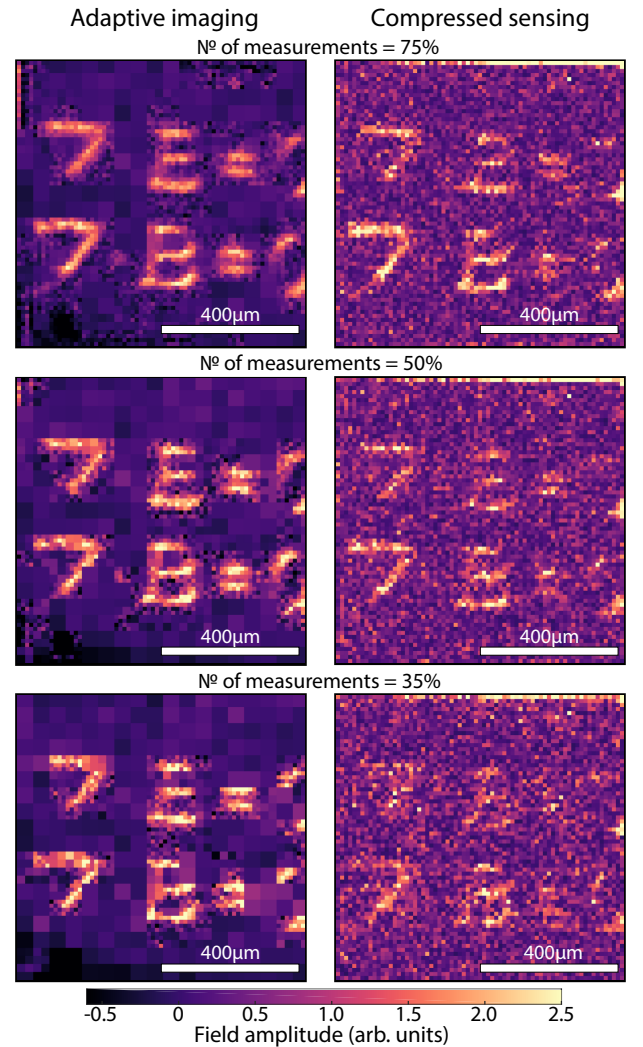 Adaptive imaging
Compressed sensing
Nº of measurements = 75%
400μm
400μm
Nº of measurements = 50%
400μm
400μm
Nº of measurements = 35%
400μm
400μm
-0.5 0 0.5 1.0 1.5 2.0 2.5
Field amplitude (arb. units)